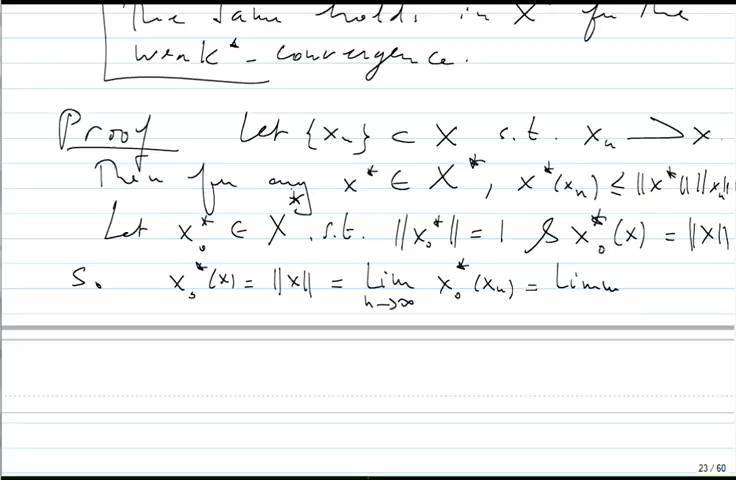 The same holds in X for the
weak* - convergence.
Proof Let {xₙ} ⊂ X s.t. xₙ ⇀ x.
Then for any x* ∈ X*, x*(xₙ) ≤ ||x*|| ||xₙ||
Let x₀* ∈ X* s.t. ||x₀*|| = 1 & x₀*(x) = ||x||
So x₀*(x) = ||x|| = lim n→∞ x₀*(xₙ) = lim
23 / 60